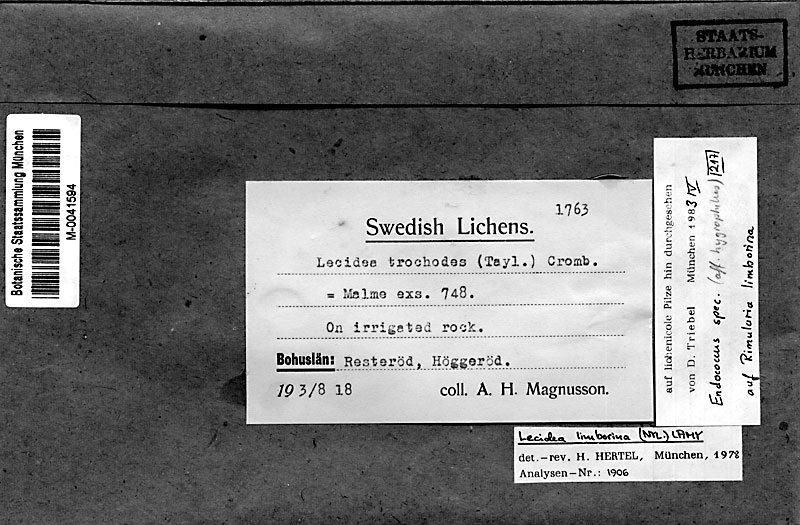 STAATS-
HERBARIUM
MÜNCHEN
Botanische Staatssammlung München
M-0041594
1763
Swedish Lichens.
Lecidea trochodes (Tayl.) Cromb.
= Malme exs. 748.
On irrigated rock.
Bohuslän: Resteröd, Höggeröd.
19 3/8 18 coll. A. H. Magnusson.
auf lichenicole Pilze hin durchgesehen
von D. Triebel München 1983 IV
Endococcus spec. (aff. hygrophilus) 217
auf Rimularia limborina
Lecidea limborina (NYL.) LAMY
det.-rev. H. HERTEL, München, 1978
Analysen-Nr.: 1906